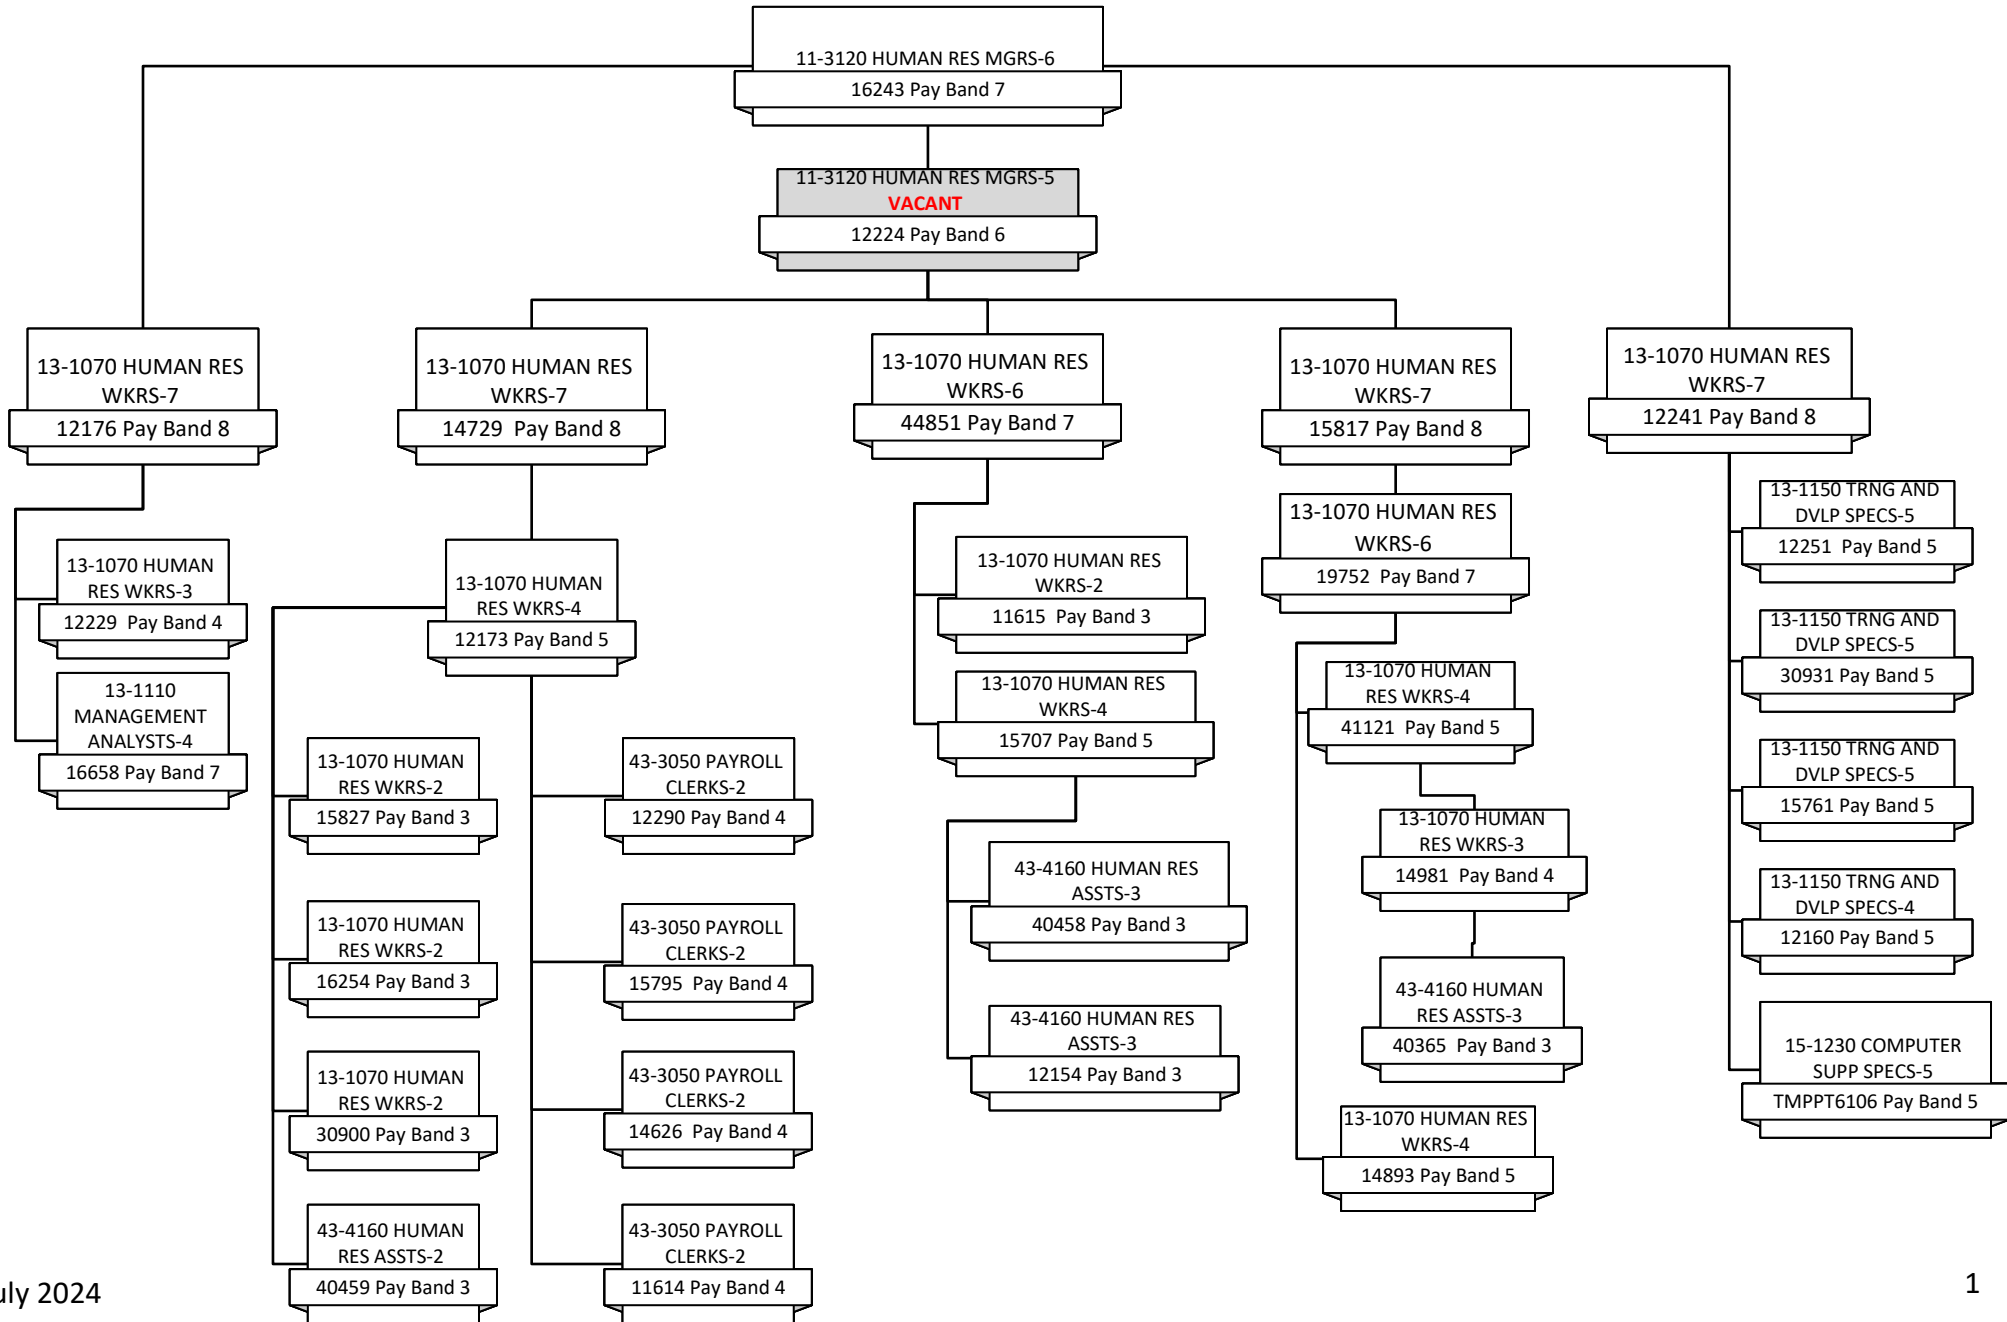 11-3120 HUMAN RES MGRS-6
16243 Pay Band 7
11-3120 HUMAN RES MGRS-5
VACANT
12224 Pay Band 6
13-1070 HUMAN RES
WKRS-7
12176 Pay Band 8
13-1070 HUMAN RES
WKRS-7
14729 Pay Band 8
13-1070 HUMAN RES
WKRS-6
44851 Pay Band 7
13-1070 HUMAN RES
WKRS-7
15817 Pay Band 8
13-1070 HUMAN RES
WKRS-7
12241 Pay Band 8
13-1070 HUMAN
RES WKRS-3
12229 Pay Band 4
13-1110
MANAGEMENT
ANALYSTS-4
16658 Pay Band 7
13-1070 HUMAN
RES WKRS-4
12173 Pay Band 5
13-1070 HUMAN
RES WKRS-2
15827 Pay Band 3
13-1070 HUMAN
RES WKRS-2
16254 Pay Band 3
13-1070 HUMAN
RES WKRS-2
30900 Pay Band 3
43-4160 HUMAN
RES ASSTS-2
40459 Pay Band 3
43-3050 PAYROLL
CLERKS-2
12290 Pay Band 4
43-3050 PAYROLL
CLERKS-2
15795 Pay Band 4
43-3050 PAYROLL
CLERKS-2
14626 Pay Band 4
43-3050 PAYROLL
CLERKS-2
11614 Pay Band 4
13-1070 HUMAN RES
WKRS-2
11615 Pay Band 3
13-1070 HUMAN RES
WKRS-4
15707 Pay Band 5
43-4160 HUMAN RES
ASSTS-3
40458 Pay Band 3
43-4160 HUMAN RES
ASSTS-3
12154 Pay Band 3
13-1070 HUMAN RES
WKRS-6
19752 Pay Band 7
13-1070 HUMAN
RES WKRS-4
41121 Pay Band 5
13-1070 HUMAN
RES WKRS-3
14981 Pay Band 4
43-4160 HUMAN
RES ASSTS-3
40365 Pay Band 3
13-1070 HUMAN RES
WKRS-4
14893 Pay Band 5
13-1150 TRNG AND
DVLP SPECS-5
12251 Pay Band 5
13-1150 TRNG AND
DVLP SPECS-5
30931 Pay Band 5
13-1150 TRNG AND
DVLP SPECS-5
15761 Pay Band 5
13-1150 TRNG AND
DVLP SPECS-4
12160 Pay Band 5
15-1230 COMPUTER
SUPP SPECS-5
TMPPT6106 Pay Band 5
uly 2024
1